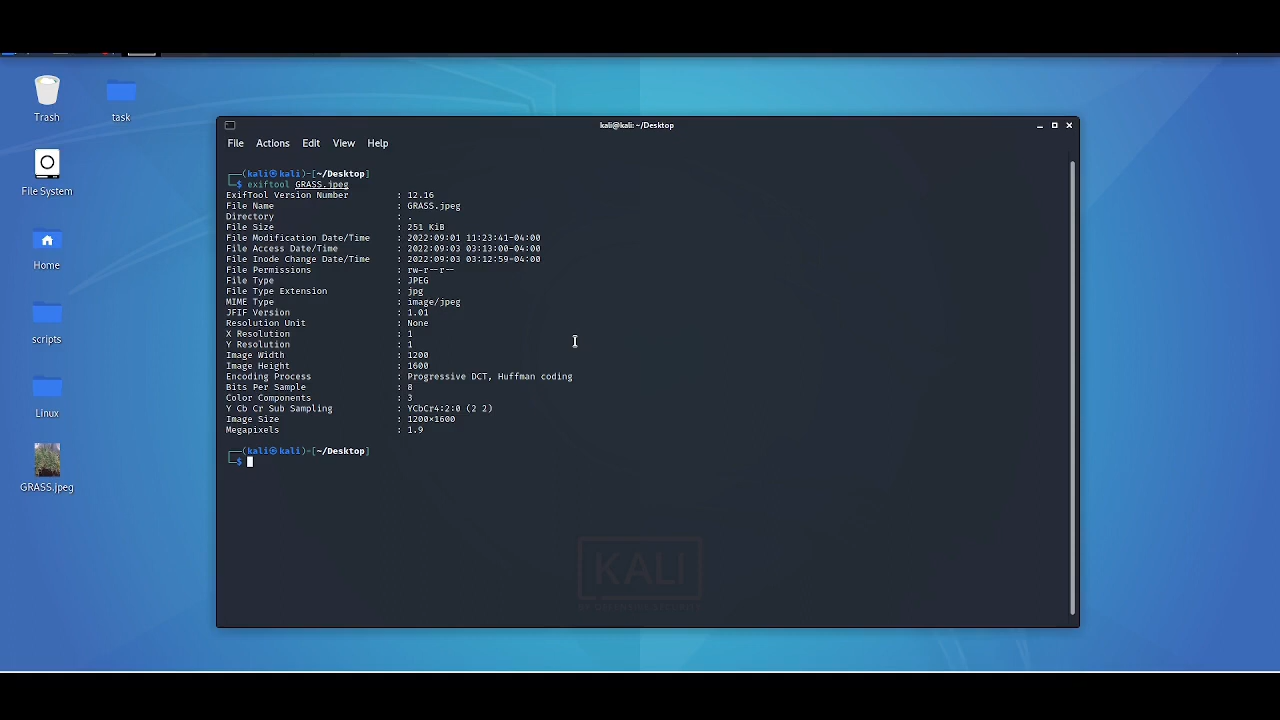 Trash
task
File System
Home
scripts
Linux
GRASS.jpeg
kali@kali: ~/Desktop
File Actions Edit View Help
┌──(kali㉿kali)-[~/Desktop]
└─$ exiftool GRASS.jpeg
ExifTool Version Number : 12.16
File Name : GRASS.jpeg
Directory : .
File Size : 251 KiB
File Modification Date/Time : 2022:09:01 11:23:41-04:00
File Access Date/Time : 2022:09:03 03:13:00-04:00
File Inode Change Date/Time : 2022:09:03 03:12:59-04:00
File Permissions : rw-r--r--
File Type : JPEG
File Type Extension : jpg
MIME Type : image/jpeg
JFIF Version : 1.01
Resolution Unit : None
X Resolution : 1
Y Resolution : 1
Image Width : 1200
Image Height : 1600
Encoding Process : Progressive DCT, Huffman coding
Bits Per Sample : 8
Color Components : 3
Y Cb Cr Sub Sampling : YCbCr4:2:0 (2 2)
Image Size : 1200×1600
Megapixels : 1.9
┌──(kali㉿kali)-[~/Desktop]
└─$
KALI